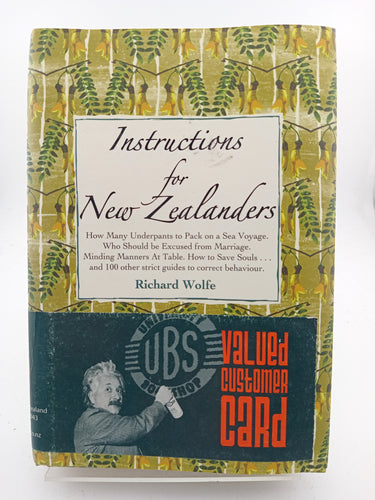 Instructions
for
New Zealanders
How Many Underpants to Pack on a Sea Voyage.
Who Should be Excused from Marriage.
Minding Manners At Table. How to Save Souls . . .
and 100 other strict guides to correct behaviour.
Richard Wolfe
UBS
valued
customer
card